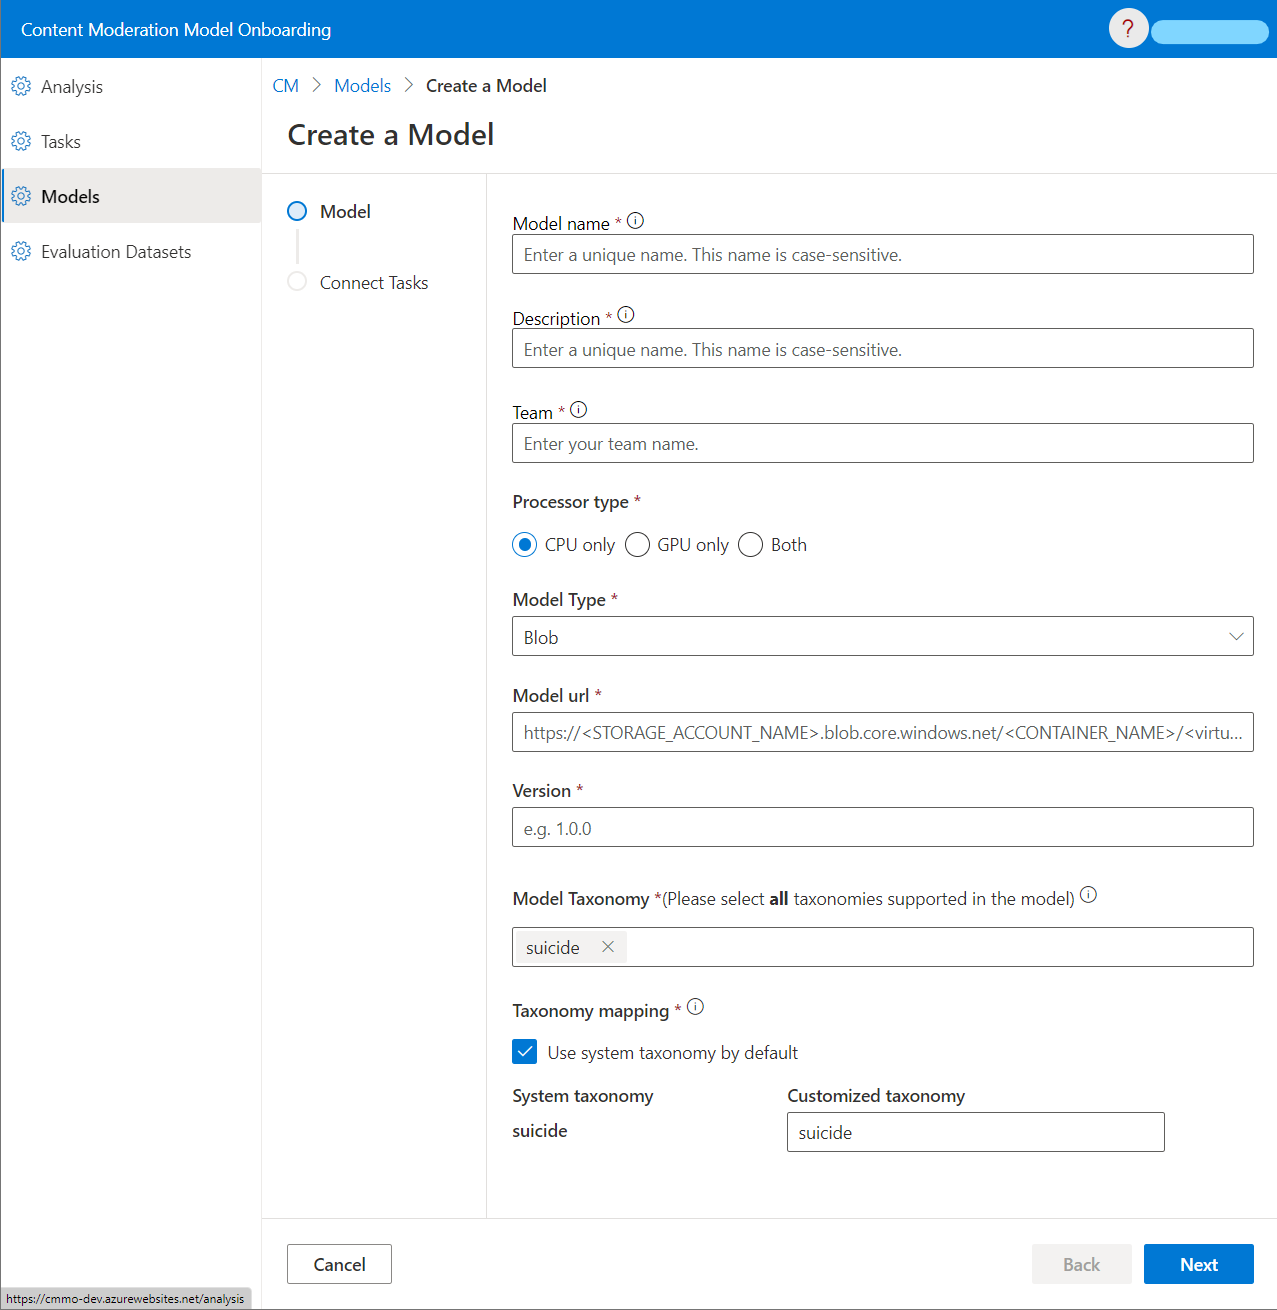 Content Moderation Model Onboarding
?
Analysis
Tasks
Models
Evaluation Datasets
CM > Models > Create a Model
Create a Model
Model
Connect Tasks
Model name *
Enter a unique name. This name is case-sensitive.
Description *
Enter a unique name. This name is case-sensitive.
Team *
Enter your team name.
Processor type *
CPU only GPU only Both
Model Type *
Blob
Model url *
https://<STORAGE_ACCOUNT_NAME>.blob.core.windows.net/<CONTAINER_NAME>/<virtu...
Version *
e.g. 1.0.0
Model Taxonomy *(Please select all taxonomies supported in the model)
suicide
Taxonomy mapping *
Use system taxonomy by default
System taxonomy Customized taxonomy
suicide suicide
Cancel Back Next
https://cmmo-dev.azurewebsites.net/analysis